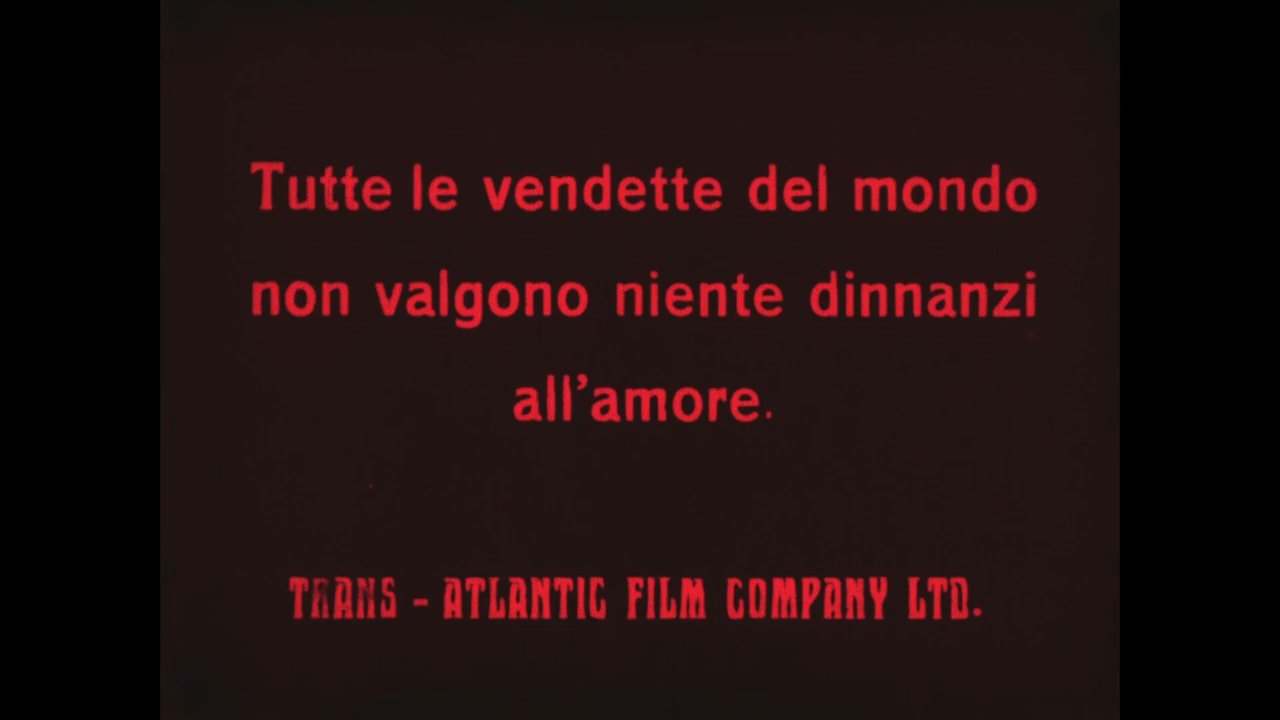 Tutte le vendette del mondo
non valgono niente dinnanzi
all'amore.
TRANS - ATLANTIC FILM COMPANY LTD.